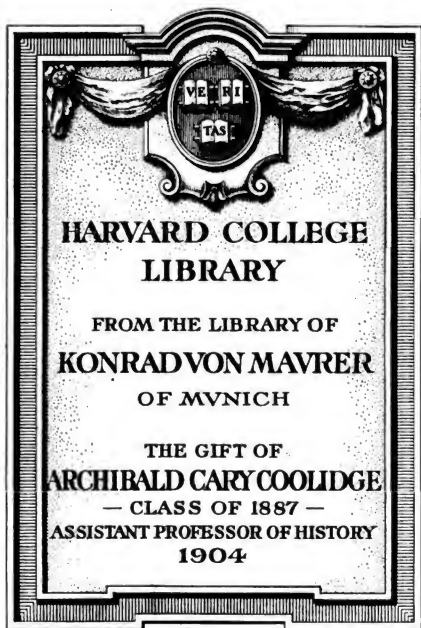 VE RI
TAS
HARVARD COLLEGE
LIBRARY
FROM THE LIBRARY OF
KONRAD VON MAVRER
OF MVNICH
THE GIFT OF
ARCHIBALD CARY COOLIDGE
— CLASS OF 1887 —
ASSISTANT PROFESSOR OF HISTORY
1904